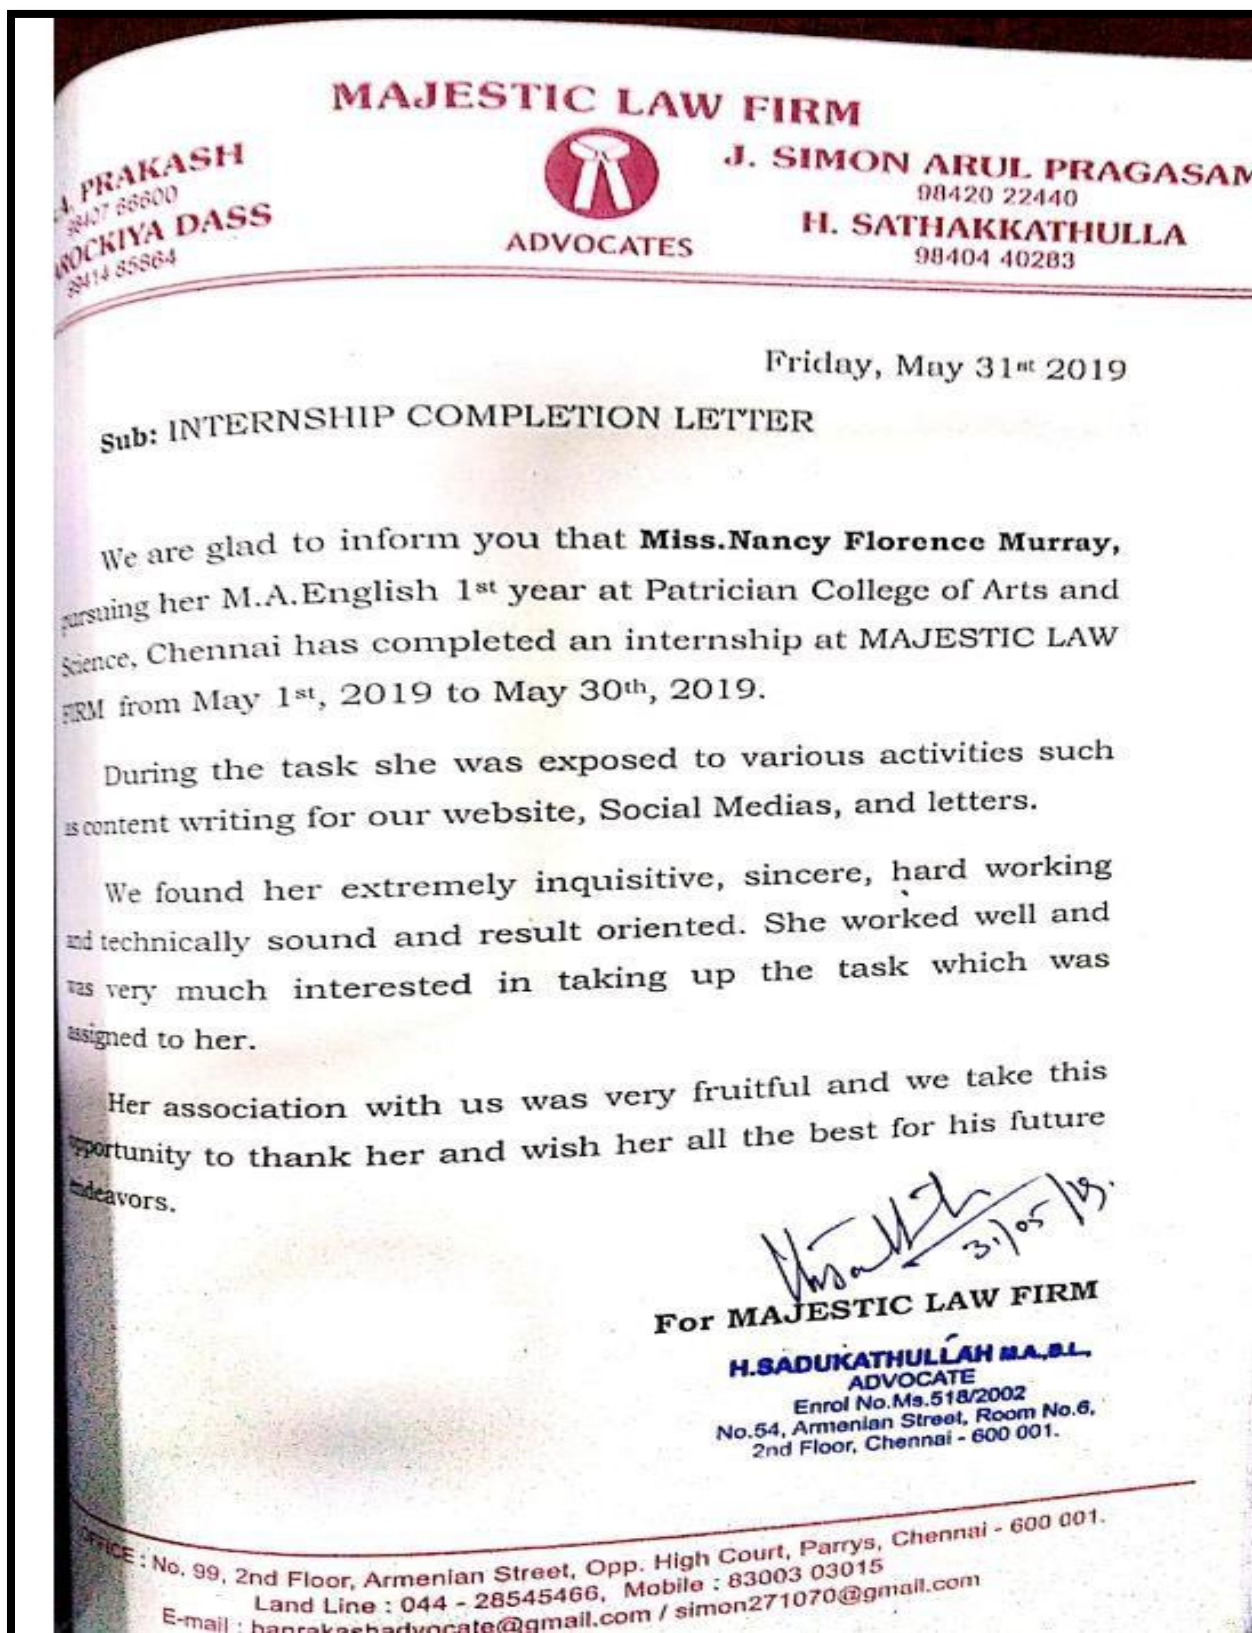 MAJESTIC LAW FIRM
PRAKASH
66600
DASS
85864
ADVOCATES
J. SIMON ARUL PRAGASAM
98420 22440
H. SATHAKKATHULLA
98404 40283
Friday, May 31st 2019
Sub: INTERNSHIP COMPLETION LETTER
We are glad to inform you that Miss.Nancy Florence Murray,
pursuing her M.A.English 1st year at Patrician College of Arts and
Science, Chennai has completed an internship at MAJESTIC LAW
FIRM from May 1st, 2019 to May 30th, 2019.
During the task she was exposed to various activities such
as content writing for our website, Social Medias, and letters.
We found her extremely inquisitive, sincere, hard working
and technically sound and result oriented. She worked well and
was very much interested in taking up the task which was
assigned to her.
Her association with us was very fruitful and we take this
opportunity to thank her and wish her all the best for his future
endeavors.
31/05/19.
For MAJESTIC LAW FIRM
H.SADUKATHULLAH M.A.,B.L.,
ADVOCATE
Enrol No.Ms.518/2002
No.54, Armenian Street, Room No.6,
2nd Floor, Chennai - 600 001.
OFFICE : No. 99, 2nd Floor, Armenian Street, Opp. High Court, Parrys, Chennai - 600 001.
Land Line : 044 - 28545466, Mobile : 83003 03015
E-mail : hanrakashadvocate@gmail.com / simon271070@gmail.com